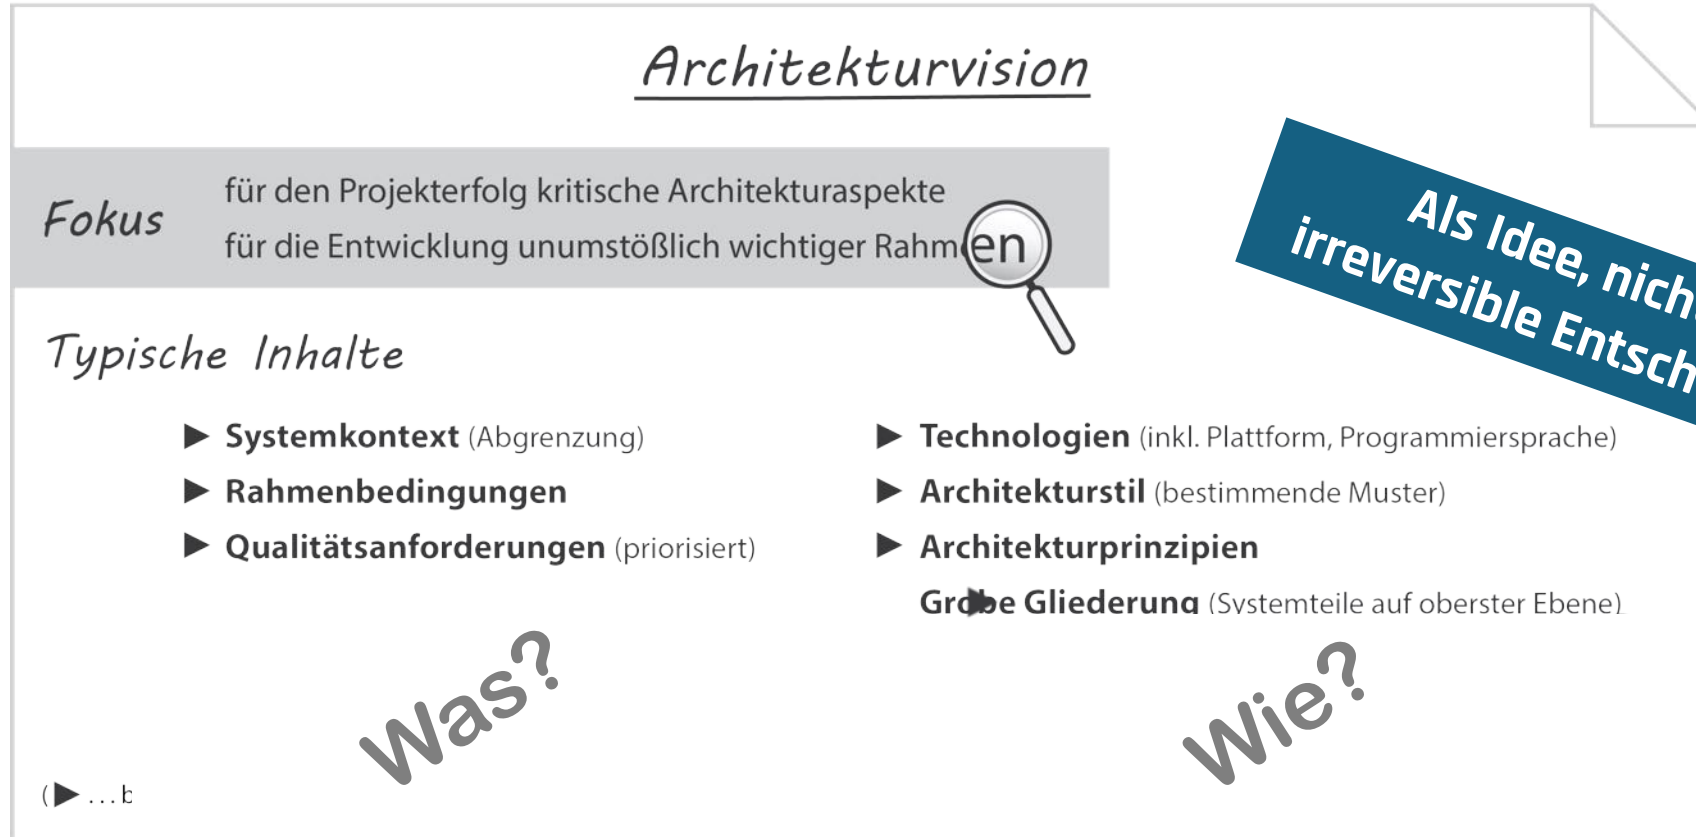 Architekturvision
Fokus
für den Projekterfolg kritische Architekturaspekte
für die Entwicklung unumstößlich wichtiger Rahmen
Als Idee,
irreversible
Typische Inhalte
▶ Systemkontext (Abgrenzung)
▶ Rahmenbedingungen
▶ Qualitätsanforderungen (priorisiert)
▶ Technologien (inkl. Plattform, Programmiersprache)
▶ Architekturstil (bestimmende Muster)
▶ Architekturprinzipien
▶ Grobe Gliederung (Systemteile auf oberster Ebene)
Was?
Wie?
(▶ ...